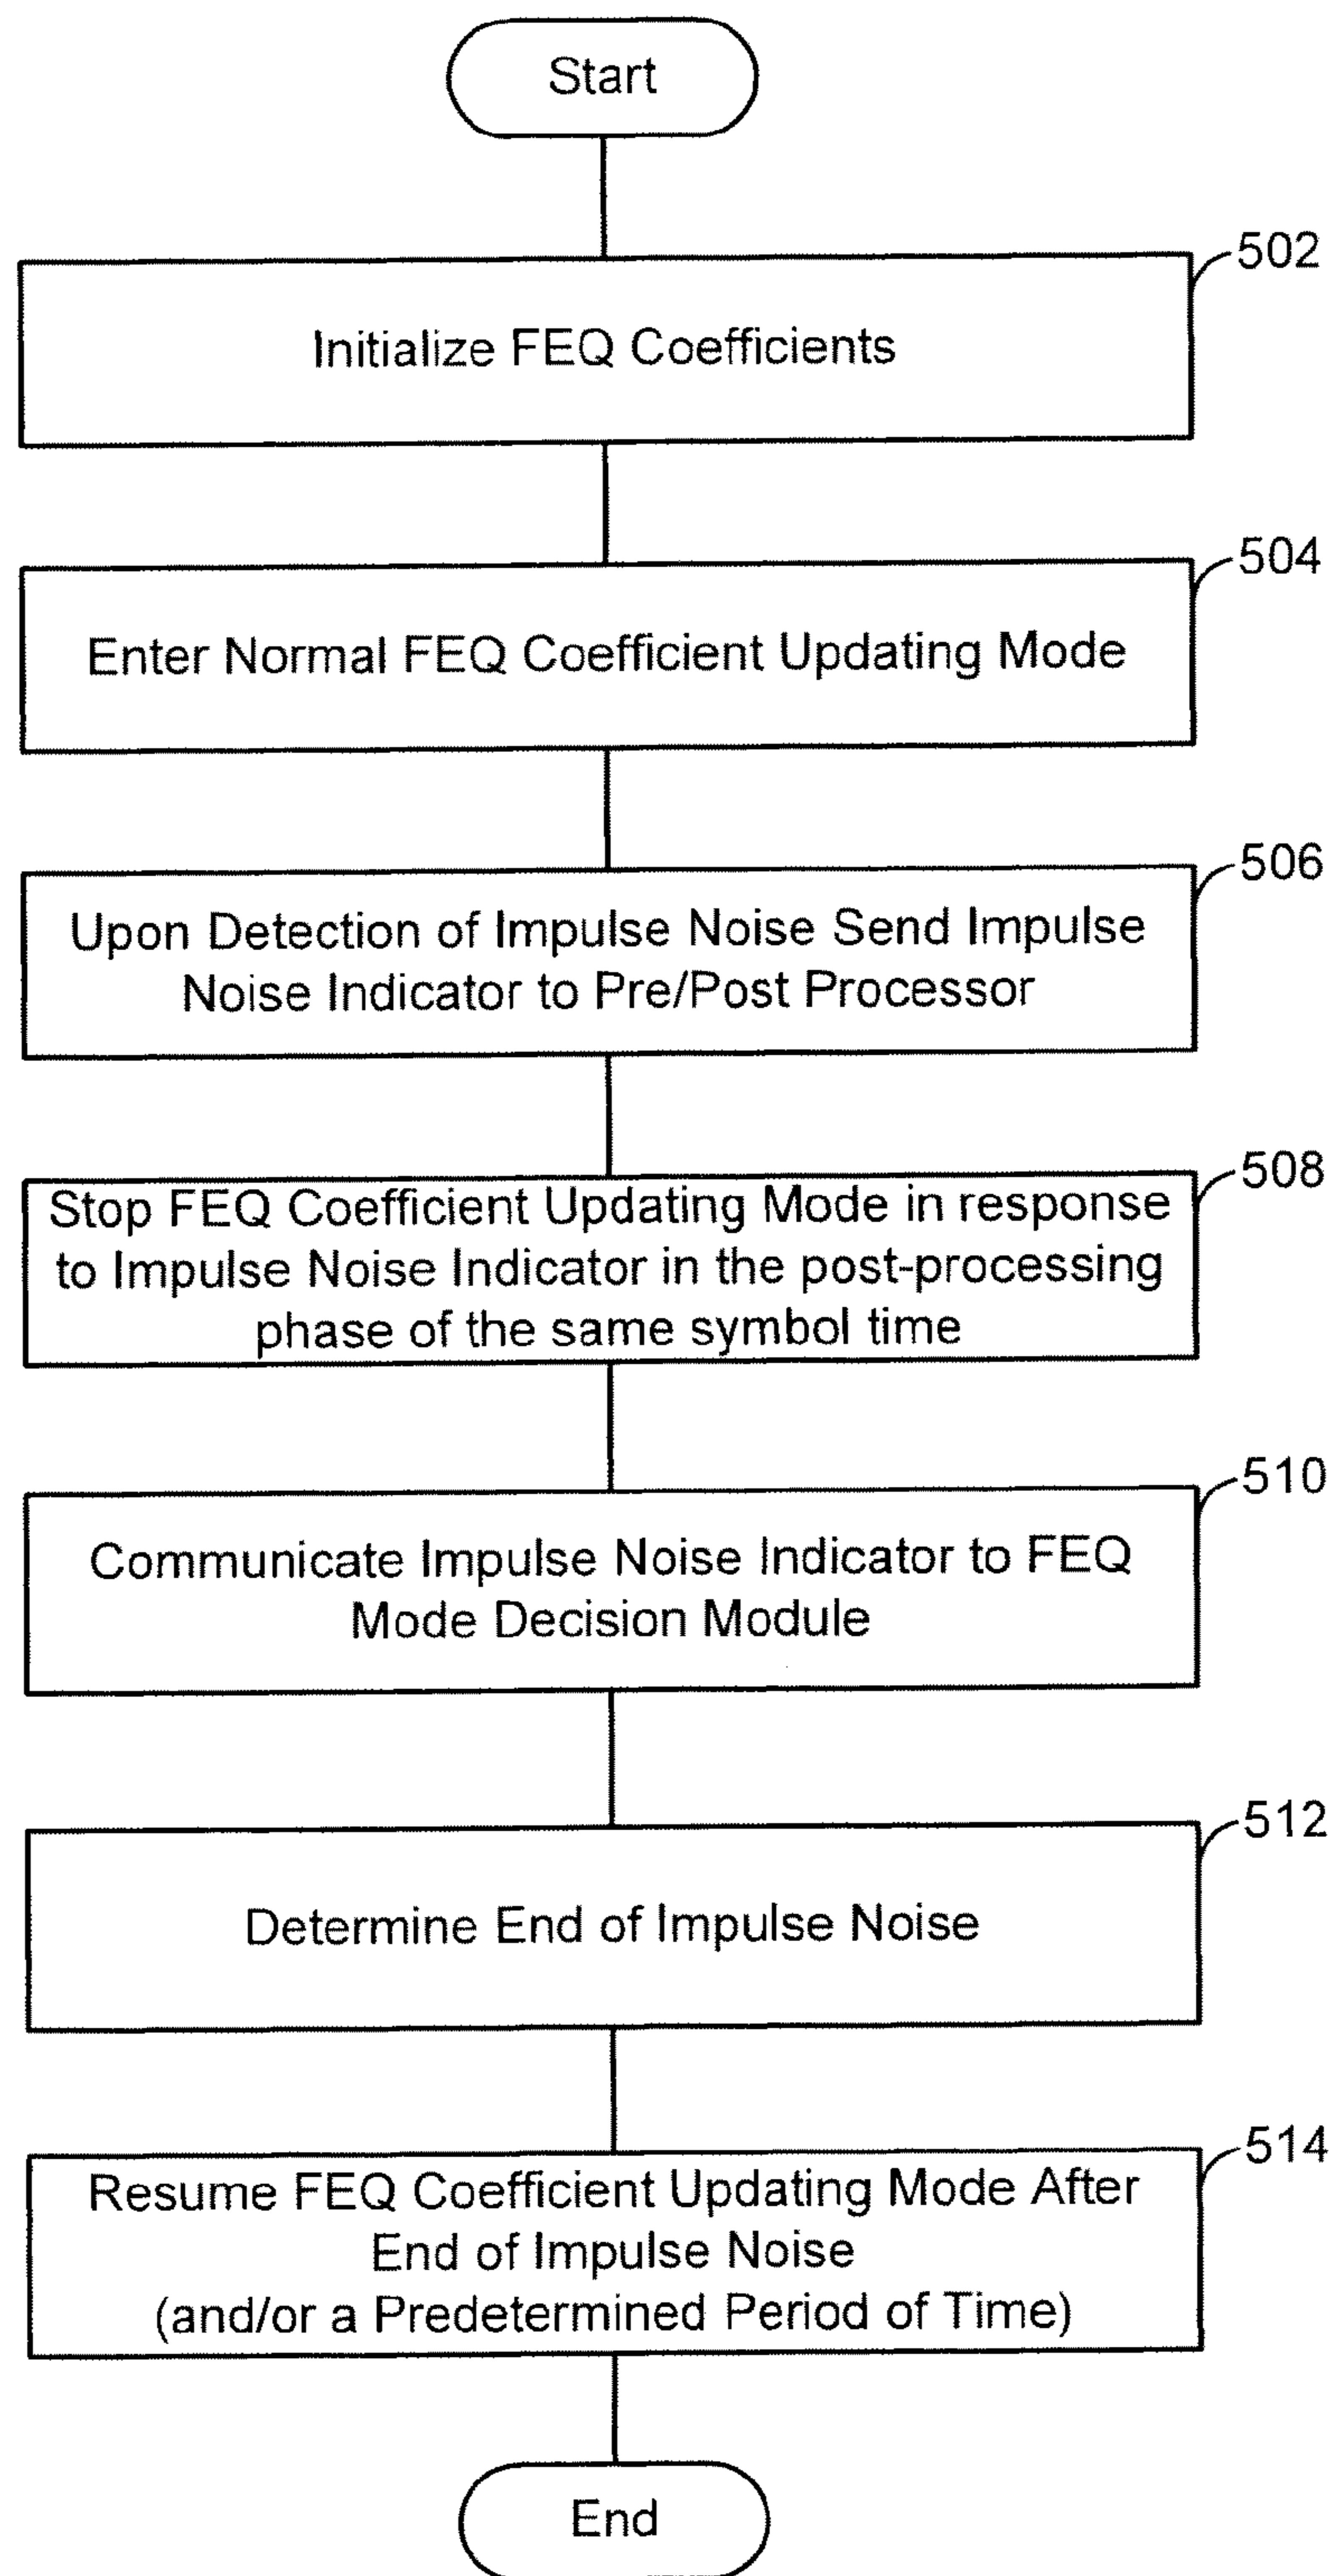 Start
502
Initialize FEQ Coefficients
504
Enter Normal FEQ Coefficient Updating Mode
506
Upon Detection of Impulse Noise Send Impulse
Noise Indicator to Pre/Post Processor
508
Stop FEQ Coefficient Updating Mode in response
to Impulse Noise Indicator in the post-processing
phase of the same symbol time
510
Communicate Impulse Noise Indicator to FEQ
Mode Decision Module
512
Determine End of Impulse Noise
514
Resume FEQ Coefficient Updating Mode After
End of Impulse Noise
(and/or a Predetermined Period of Time)
End